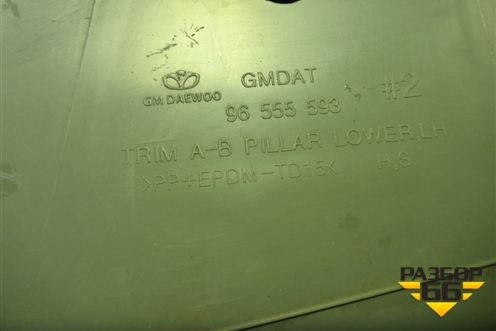 GMDAT
GM DAEWOO
96 555 593 #2
TRIM A-B PILLAR LOWER,LH
>PP+EPDM-TD15< H,S
РАЗБОР
66